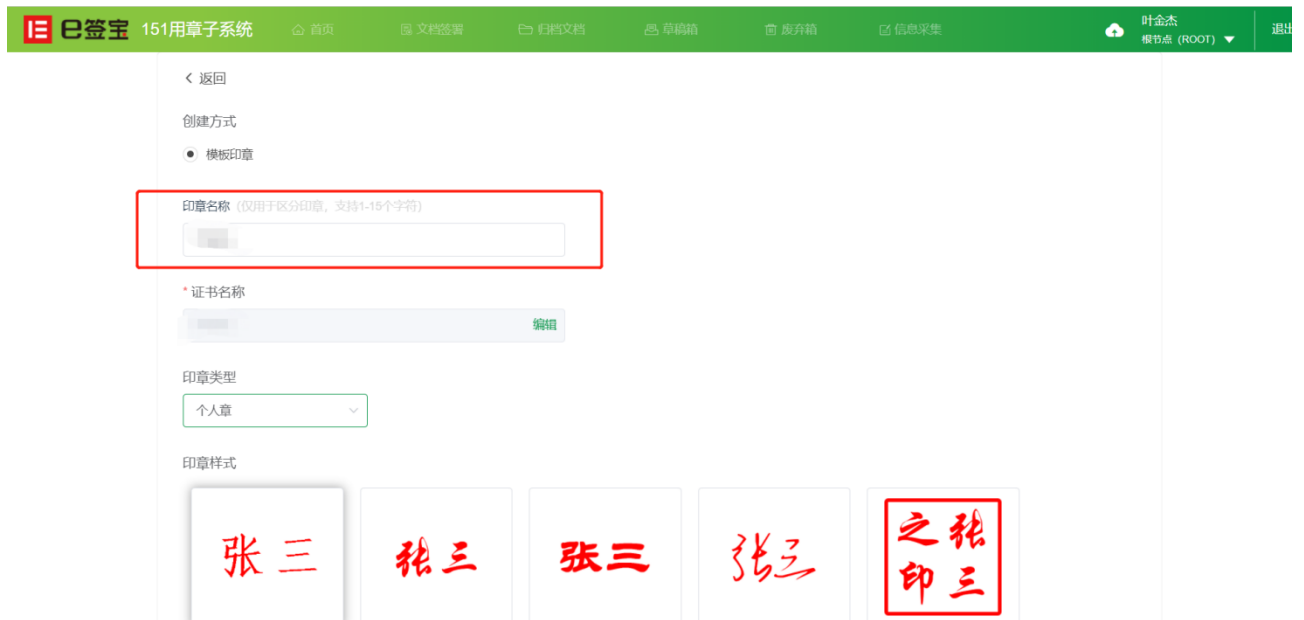 e签宝 151用章子系统 首页 文档签署 归档文档 草稿箱 废弃箱 信息采集 叶金杰 退出
根节点 (ROOT)
返回
创建方式
模板印章
印章名称 (仅用于区分印章，支持1-15个字符)
* 证书名称
编辑
印章类型
个人章
印章样式
张三 张三 张三 张三 张三之印